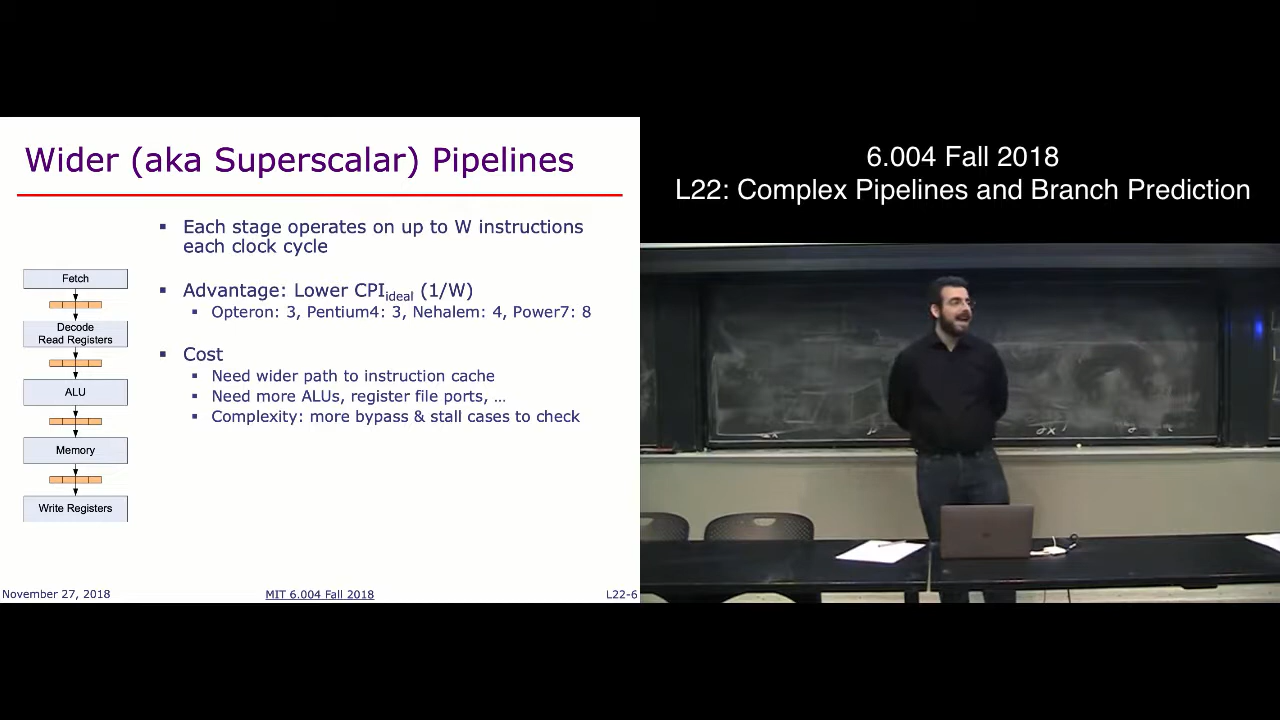 Wider (aka Superscalar) Pipelines
▪ Each stage operates on up to W instructions
each clock cycle
▪ Advantage: Lower CPIideal (1/W)
▪ Opteron: 3, Pentium4: 3, Nehalem: 4, Power7: 8
▪ Cost
▪ Need wider path to instruction cache
▪ Need more ALUs, register file ports, …
▪ Complexity: more bypass & stall cases to check
Fetch
Decode
Read Registers
ALU
Memory
Write Registers
November 27, 2018
MIT 6.004 Fall 2018
L22-6
6.004 Fall 2018
L22: Complex Pipelines and Branch Prediction